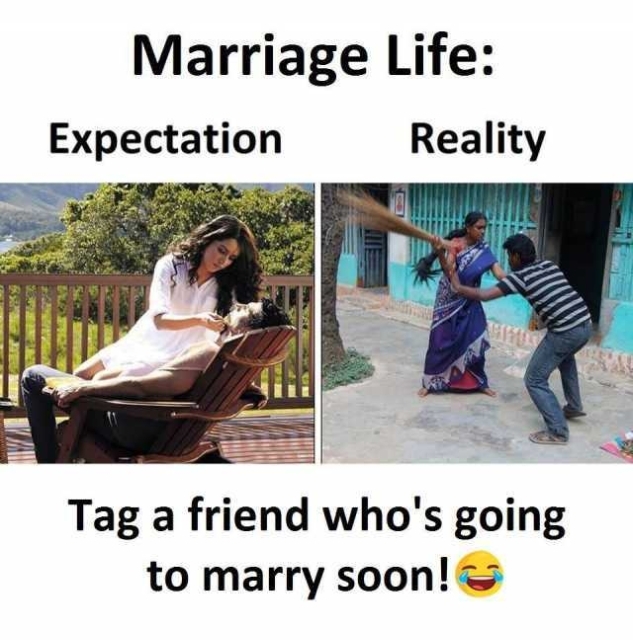 Marriage Life:
Expectation Reality
Tag a friend who's going
to marry soon!😂